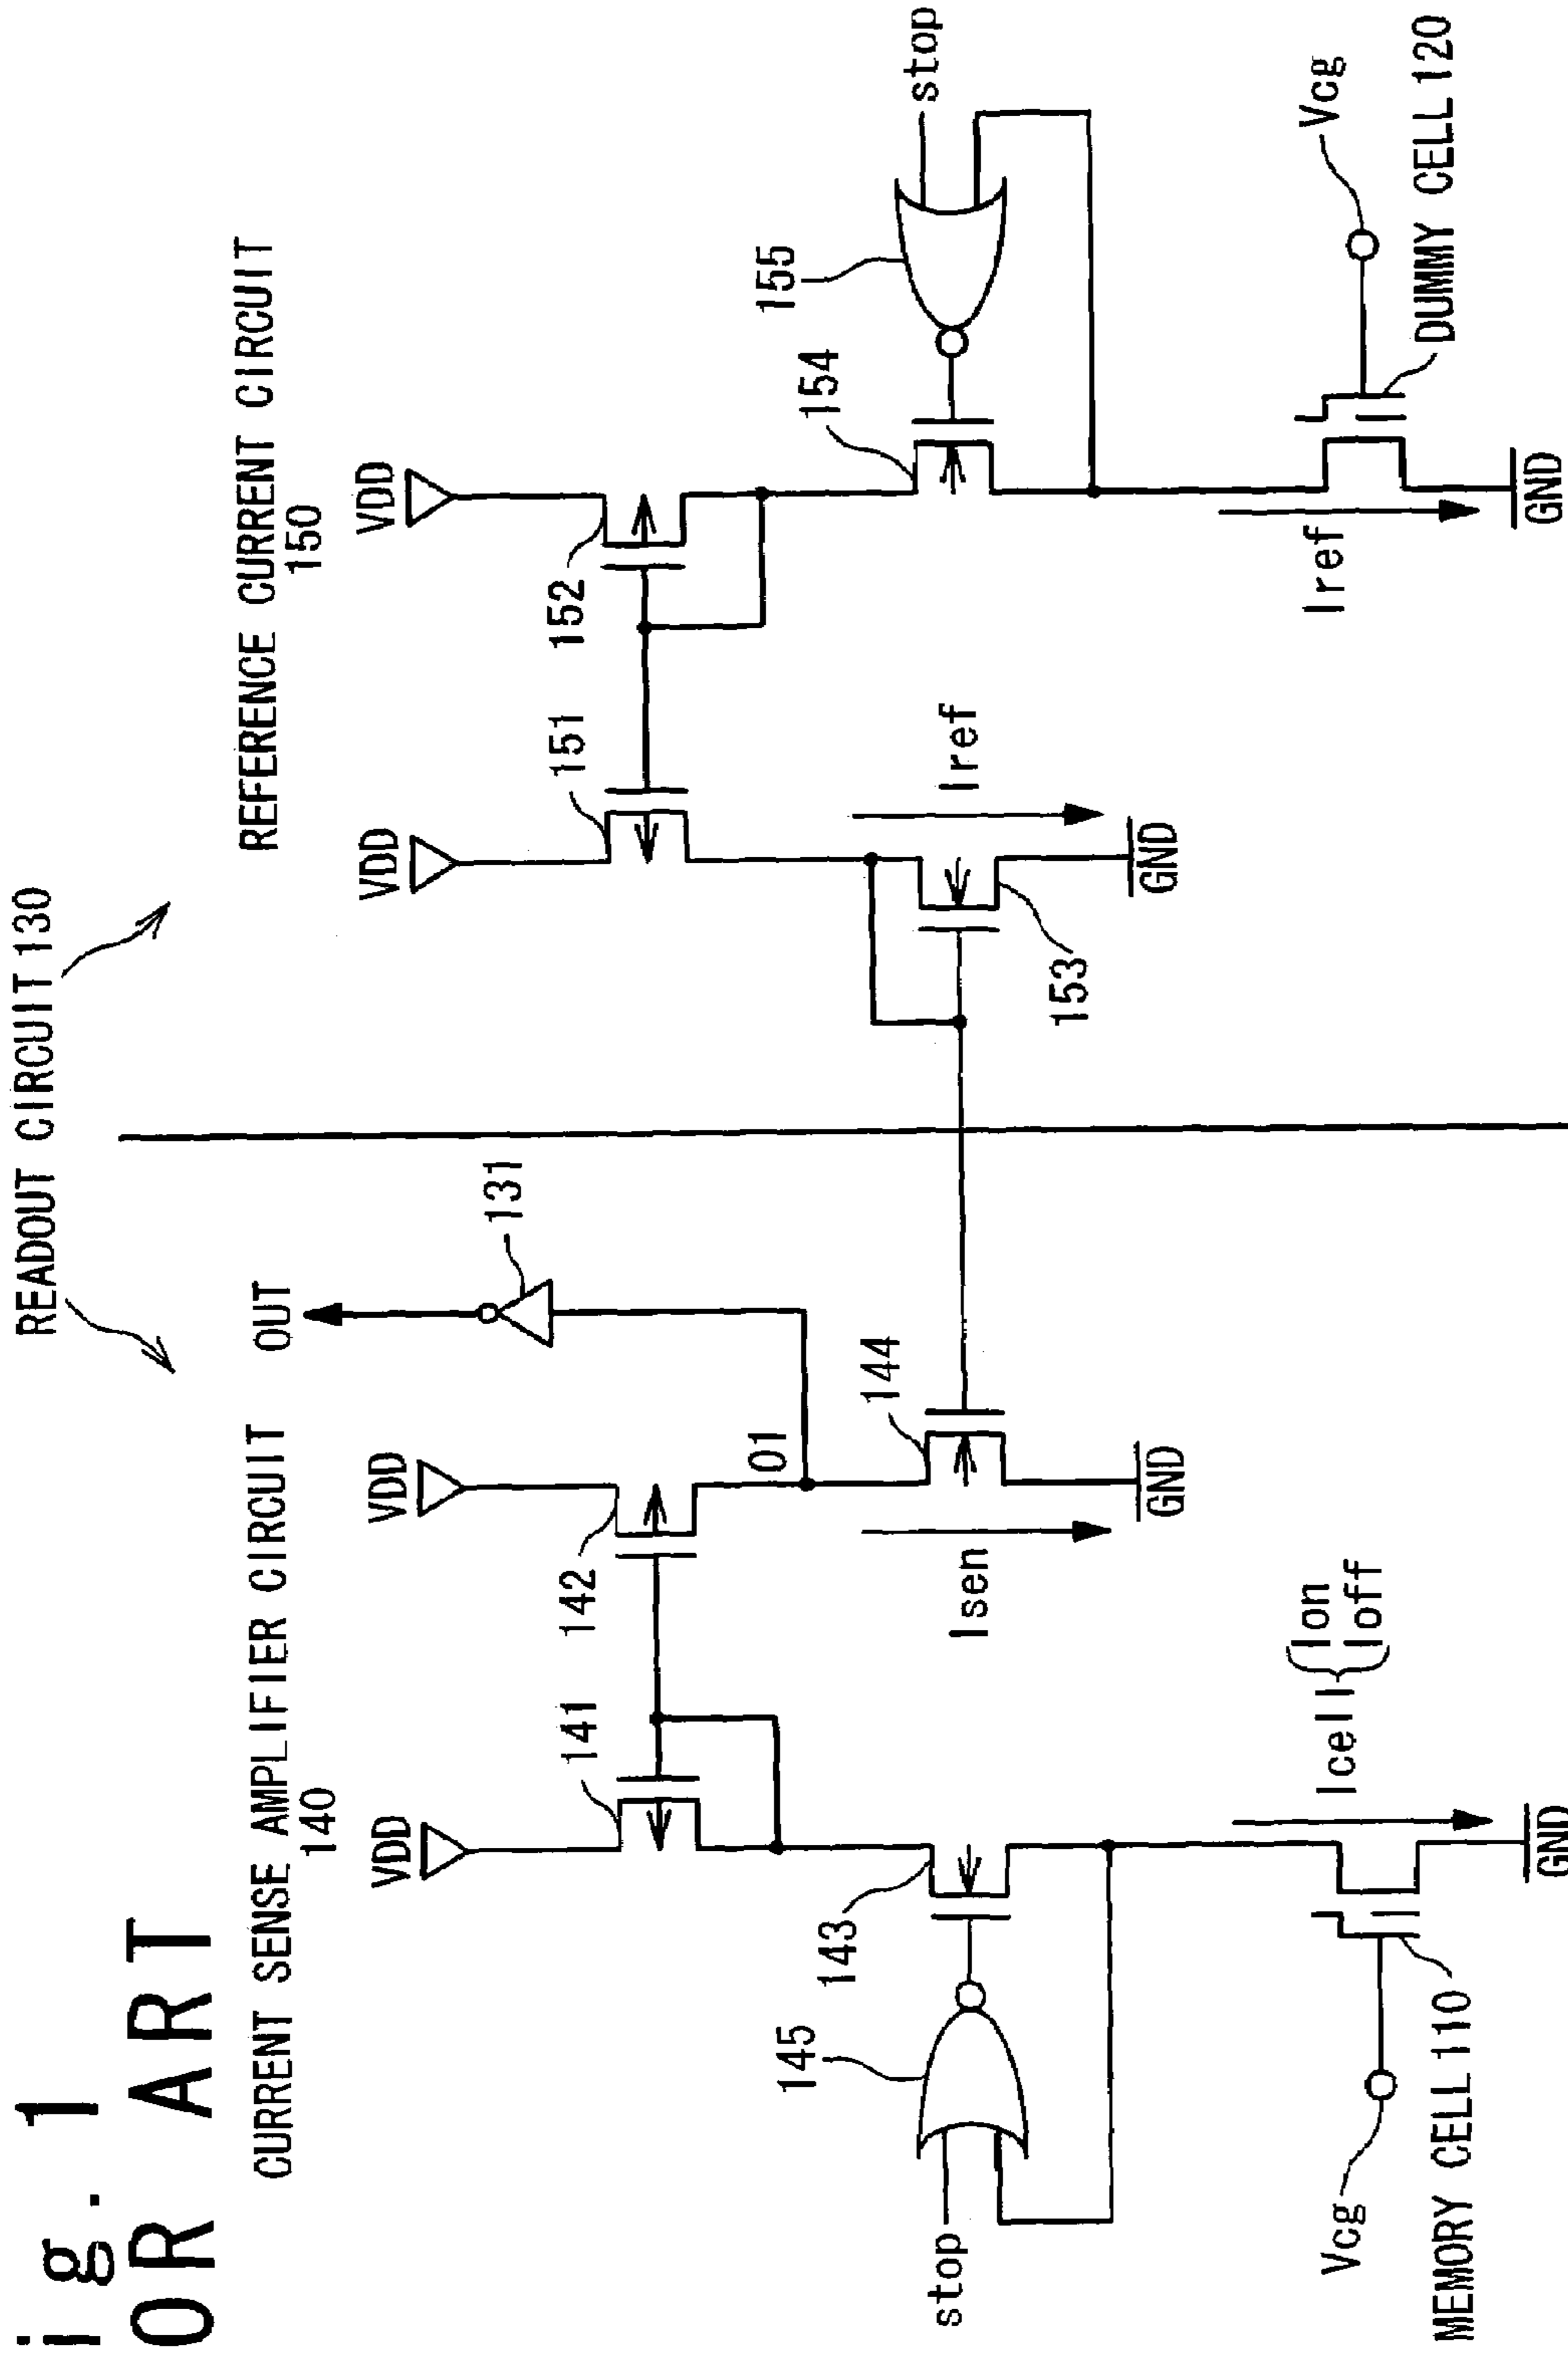 ig. 1
OR ART
READOUT CIRCUIT 130
CURRENT SENSE AMPLIFIER CIRCUIT
140
OUT
REFERENCE CURRENT CIRCUIT
150
VDD
VDD
VDD
VDD
141
142
131
151
152
O1
143
144
145
stop
Isen
153
Iref
154
155
stop
GND
GND
Vcg
MEMORY CELL 110
Icell
Ion
Ioff
GND
Iref
Vcg
DUMMY CELL 120
GND